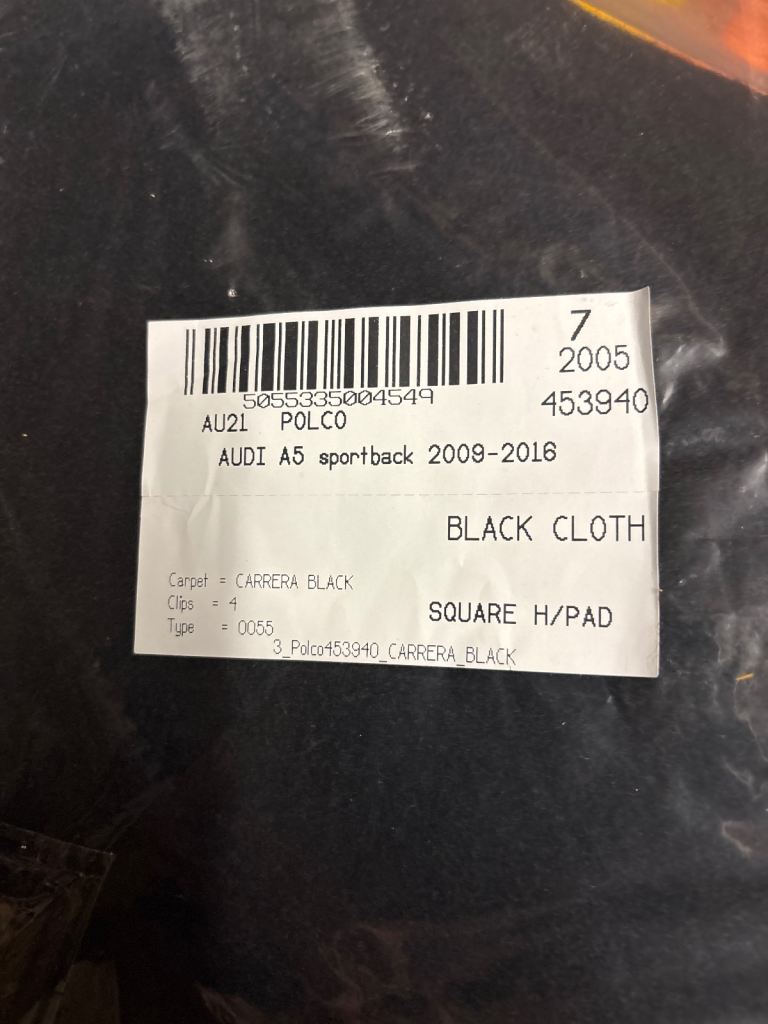 7
2005
5055335004549
453940
AU21 POLCO
AUDI A5 sportback 2009-2016
BLACK CLOTH
Carpet = CARRERA BLACK
Clips = 4
SQUARE H/PAD
Type = 0055
3_Polco453940_CARRERA_BLACK